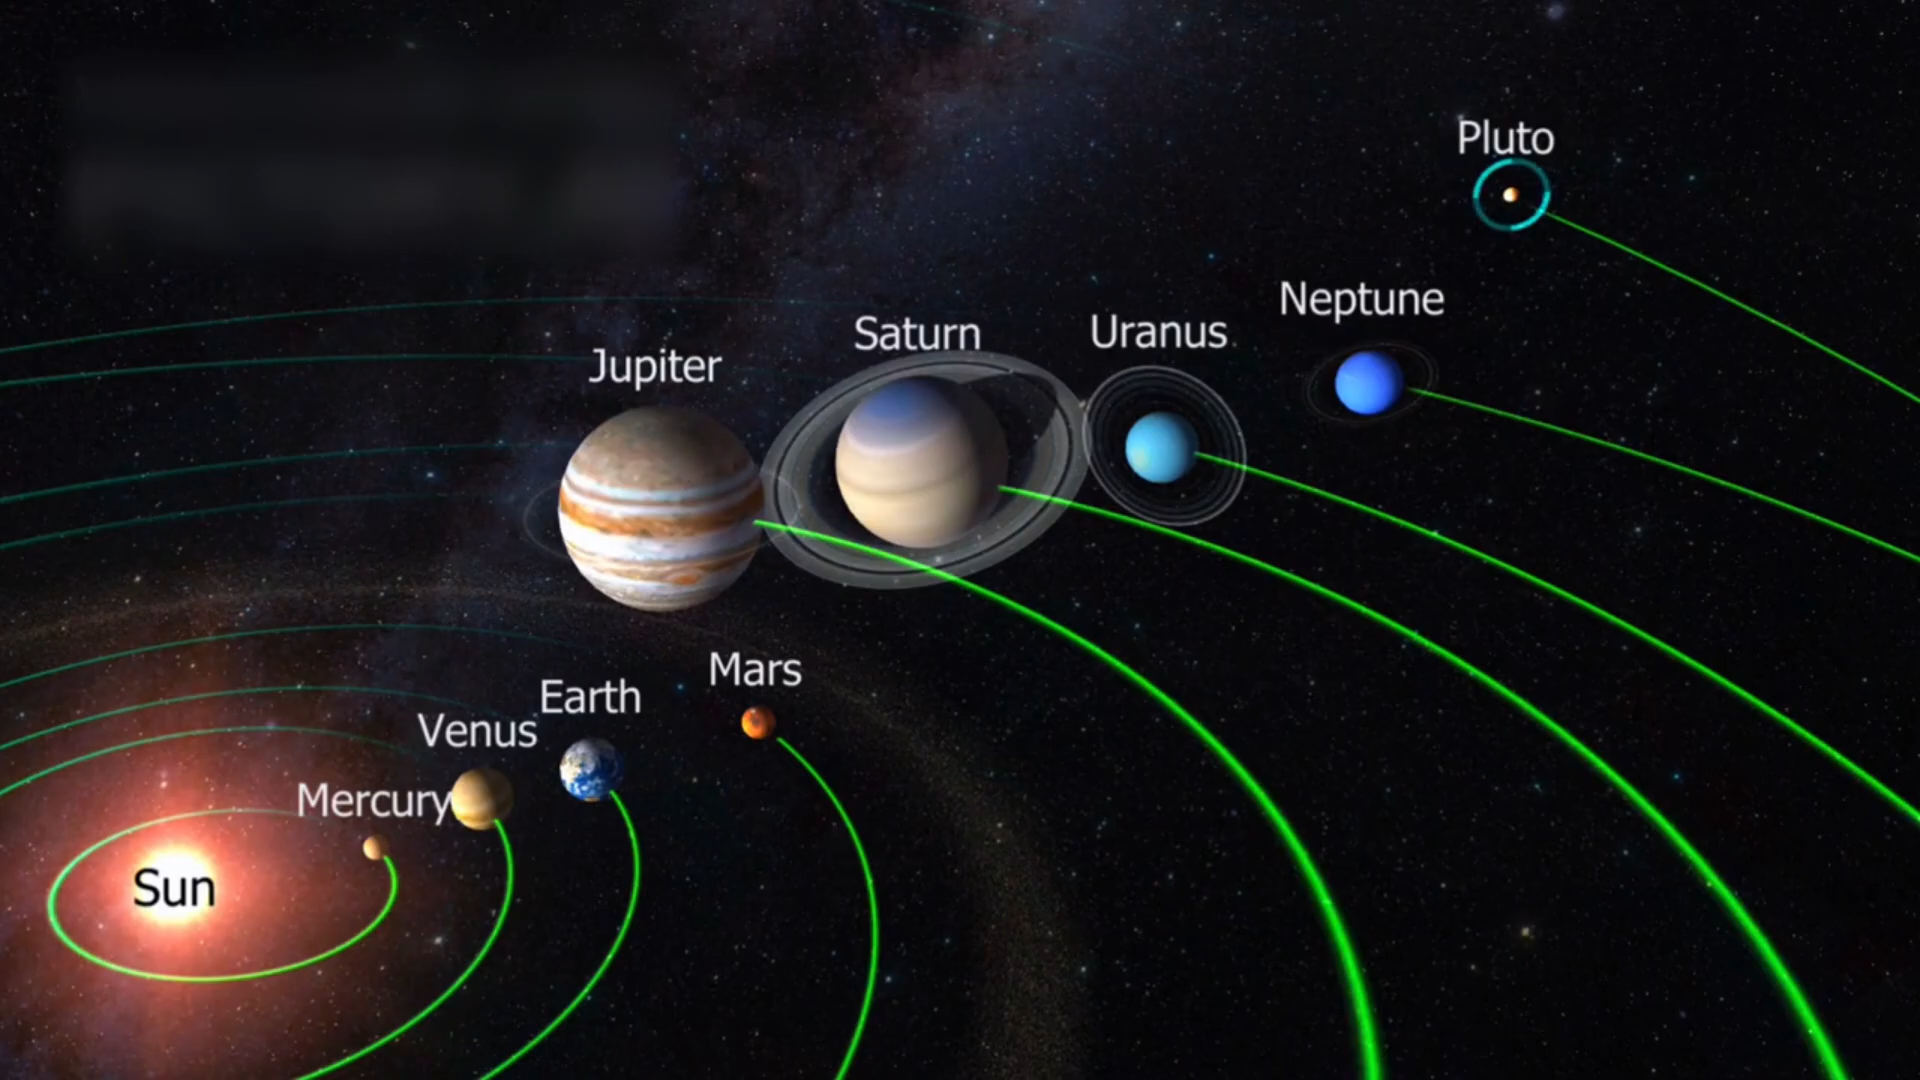 Pluto
Neptune
Uranus
Saturn
Jupiter
Mars
Earth
Venus
Mercury
Sun